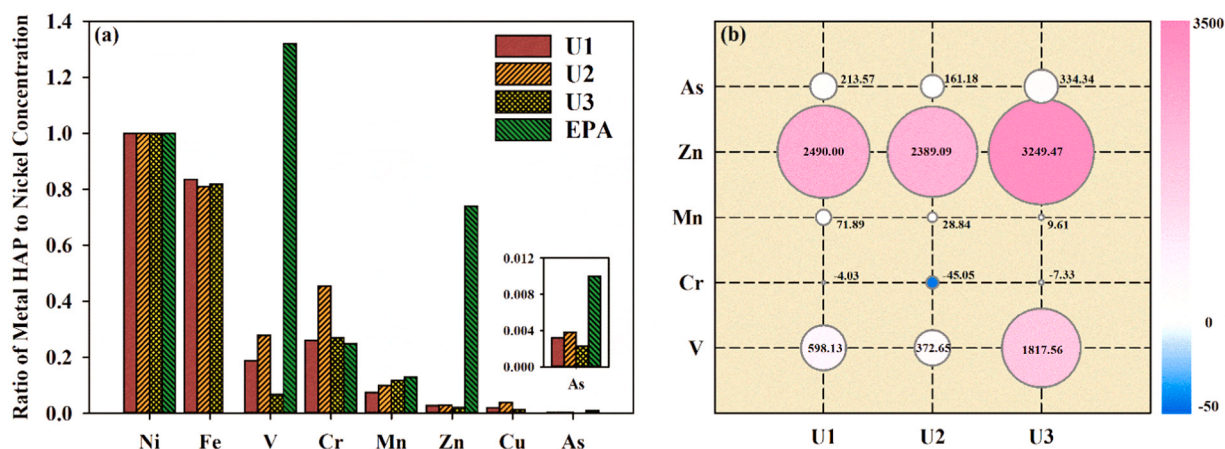 (a)
Ratio of Metal HAP to Nickel Concentration
1.4
1.2
1.0
0.8
0.6
0.4
0.2
0.0
U1
U2
U3
EPA
0.012
0.008
0.004
0.000
As
Ni Fe V Cr Mn Zn Cu As
(b)
As 213.57 161.18 334.34
Zn 2490.00 2389.09 3249.47
Mn 71.89 28.84 9.61
Cr -4.03 -45.05 -7.33
V 598.13 372.65 1817.56
U1 U2 U3
3500
0
-50